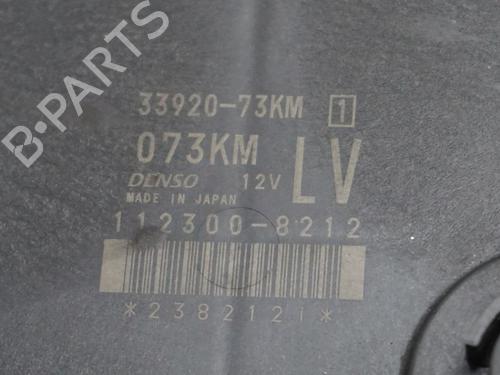 33920-73KM 1
073KM LV
DENSO 12V
MADE IN JAPAN
112300-8212
*2382121*
B-PARTS